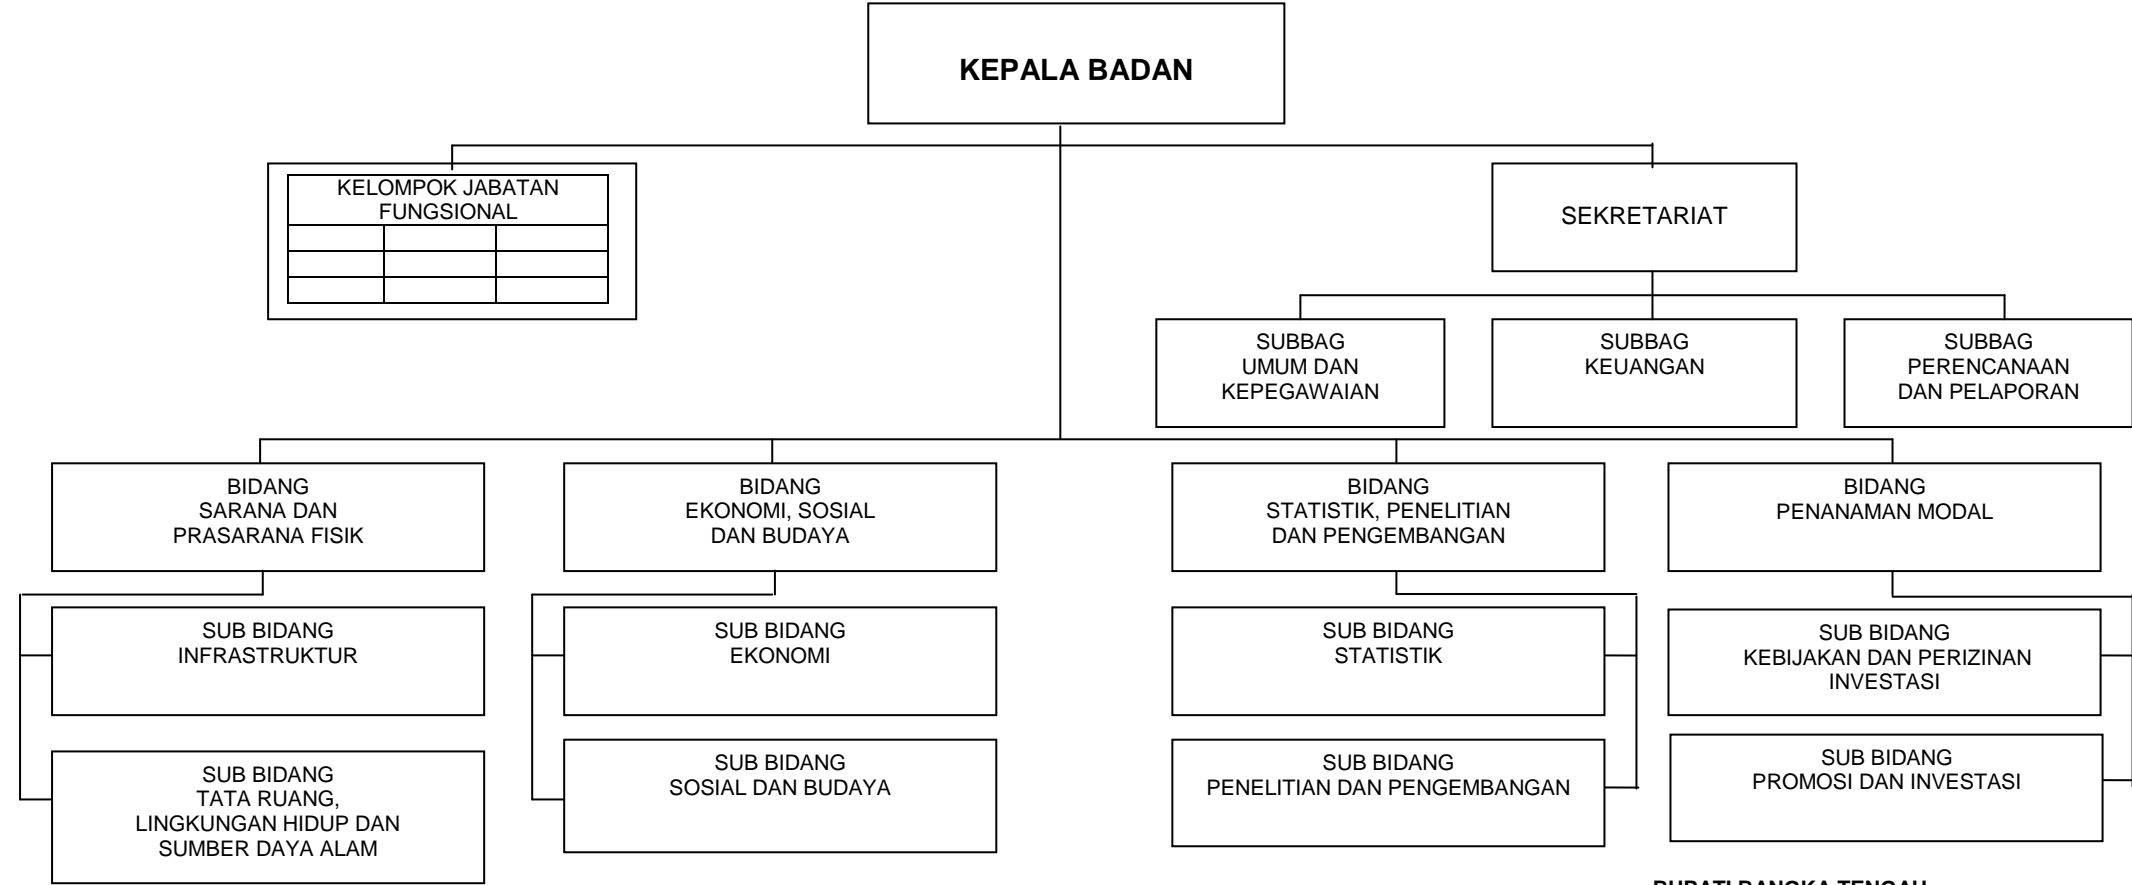 KEPALA BADAN
KELOMPOK JABATAN
FUNGSIONAL
SEKRETARIAT
SUBBAG
UMUM DAN
KEPEGAWAIAN
SUBBAG
KEUANGAN
SUBBAG
PERENCANAAN
DAN PELAPORAN
BIDANG
SARANA DAN
PRASARANA FISIK
BIDANG
EKONOMI, SOSIAL
DAN BUDAYA
BIDANG
STATISTIK, PENELITIAN
DAN PENGEMBANGAN
BIDANG
PENANAMAN MODAL
SUB BIDANG
INFRASTRUKTUR
SUB BIDANG
EKONOMI
SUB BIDANG
STATISTIK
SUB BIDANG
KEBIJAKAN DAN PERIZINAN
INVESTASI
SUB BIDANG
TATA RUANG,
LINGKUNGAN HIDUP DAN
SUMBER DAYA ALAM
SUB BIDANG
SOSIAL DAN BUDAYA
SUB BIDANG
PENELITIAN DAN PENGEMBANGAN
SUB BIDANG
PROMOSI DAN INVESTASI
BUPATI BANGKA TENGAH